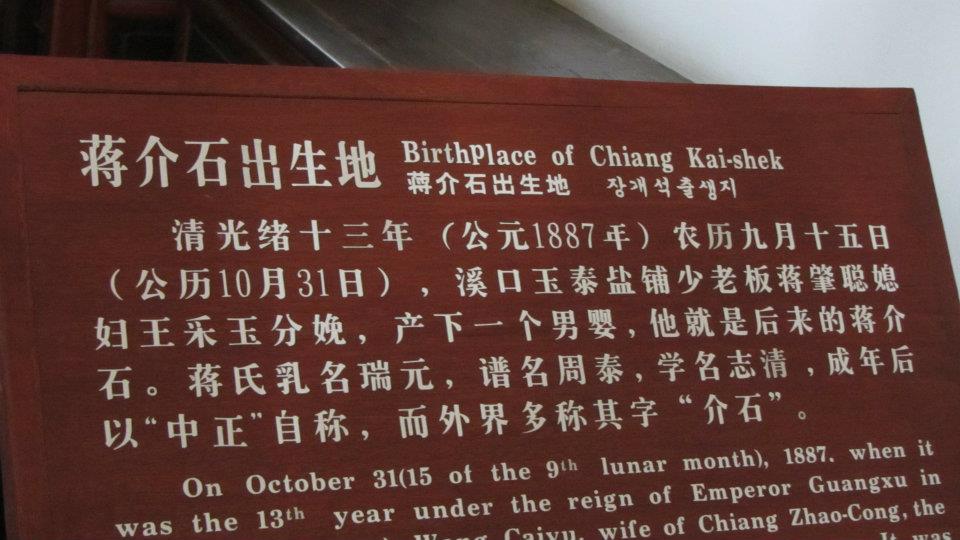 蒋介石出生地 Birthplace of Chiang Kai-shek
蒋介石出生地 장개석출생지
清光绪十三年（公元1887年）农历九月十五日
（公历10月31日），溪口玉泰盐铺少老板蒋肇聪媳
妇王采玉分娩，产下一个男婴，他就是后来的蒋介
石。蒋氏乳名瑞元，谱名周泰，学名志清，成年后
以“中正”自称，而外界多称其字“介石”。
On October 31(15 of the 9th lunar month), 1887. when it
was the 13th year under the reign of Emperor Guangxu in
Wang Caiyu, wife of Chiang Zhao-Cong, the
It was